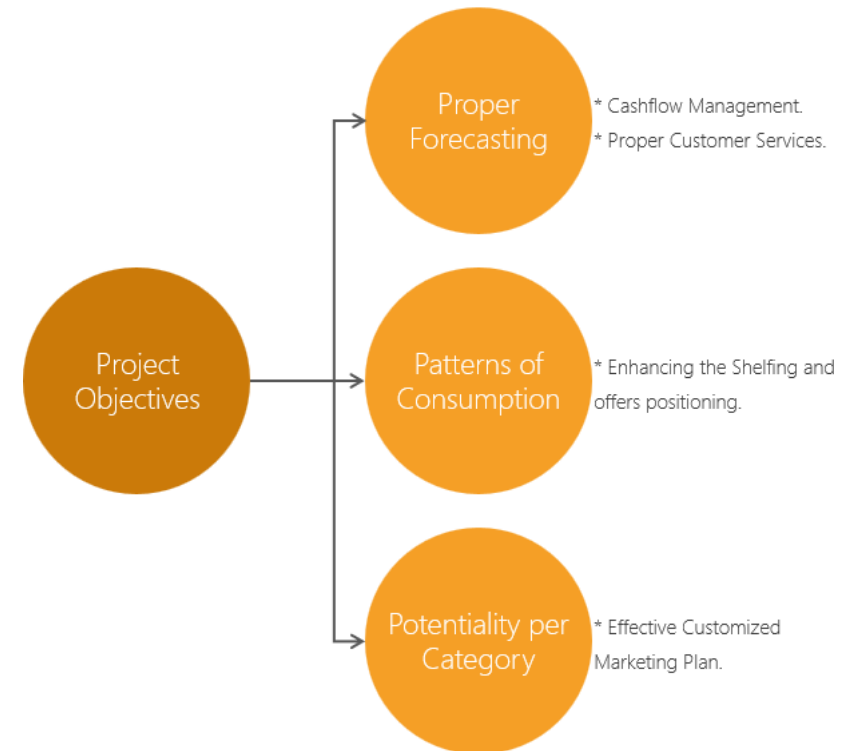 Proper
Forecasting
* Cashflow Management.
* Proper Customer Services.
Project
Objectives
Patterns of
Consumption
* Enhancing the Shelfing and
offers positioning.
Potentiality per
Category
* Effective Customized
Marketing Plan.